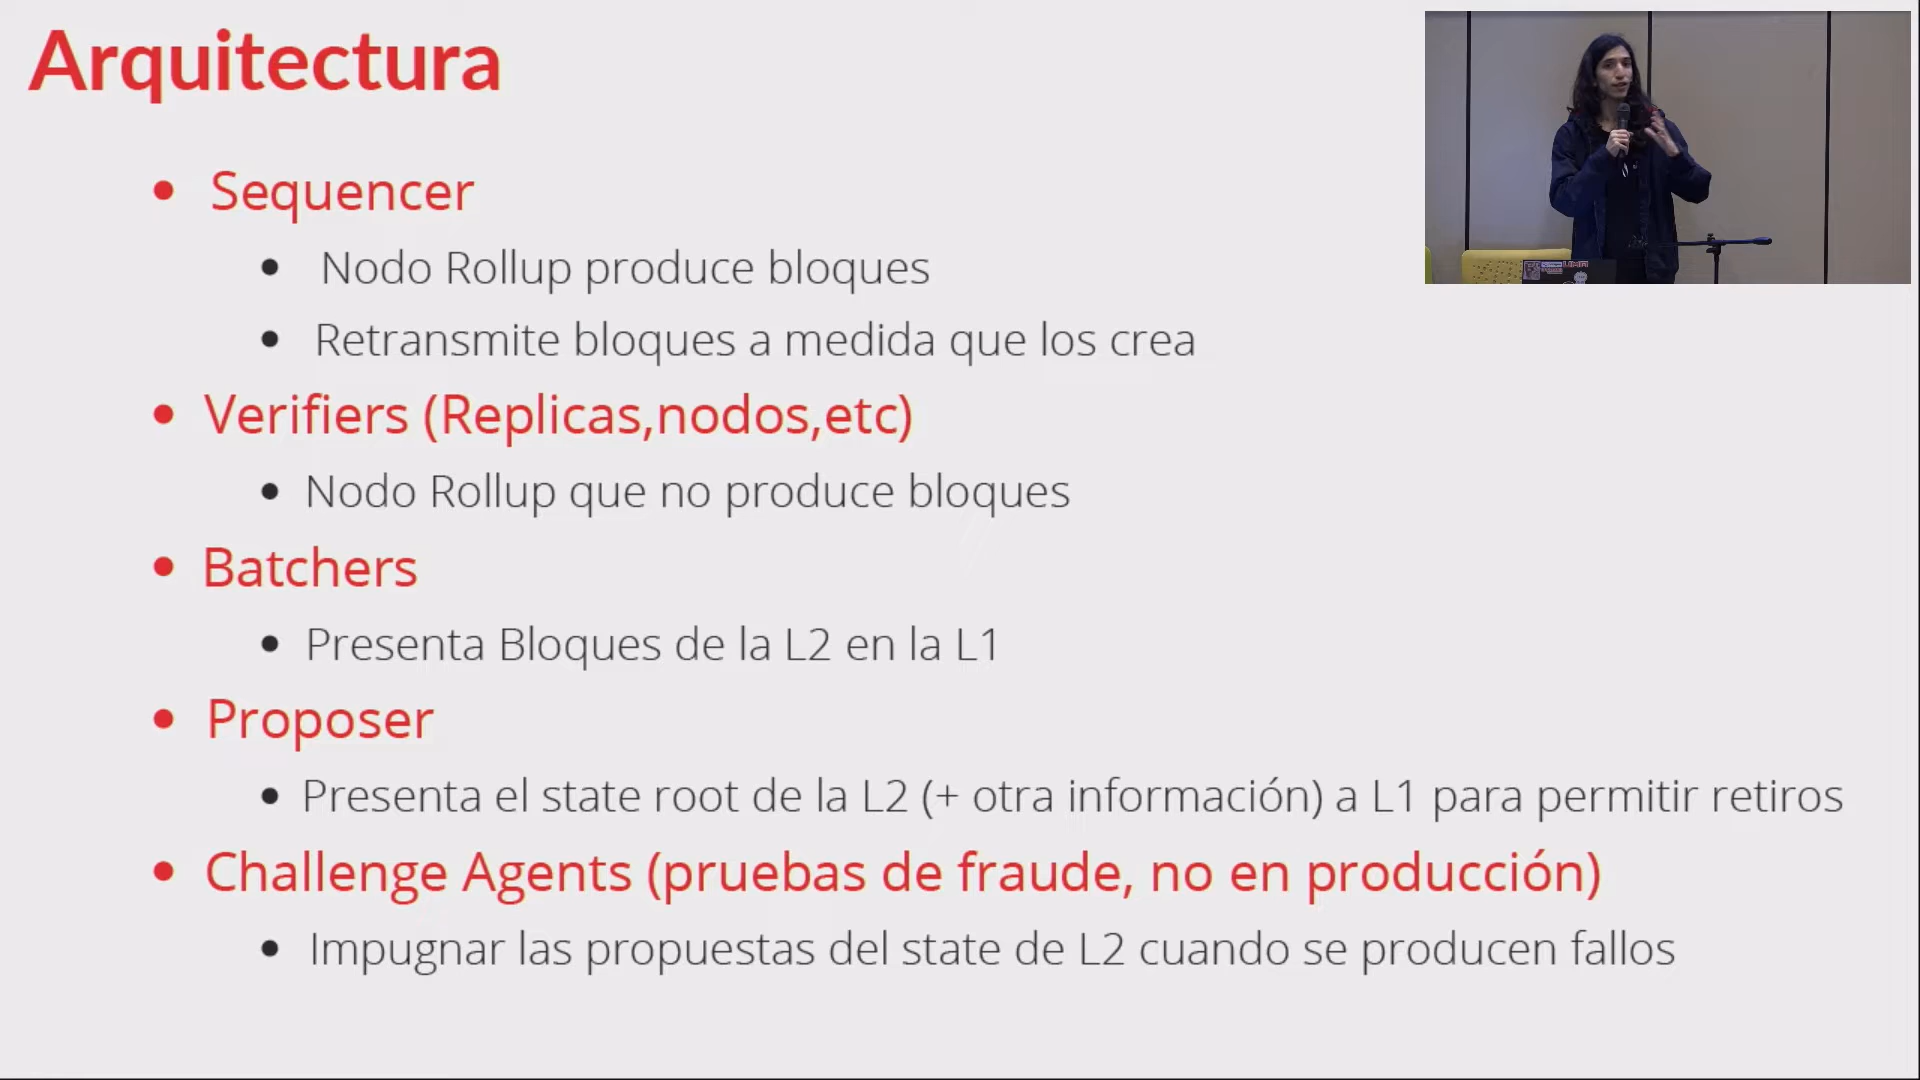 Arquitectura
Sequencer
Nodo Rollup produce bloques
Retransmite bloques a medida que los crea
Verifiers (Replicas,nodos,etc)
Nodo Rollup que no produce bloques
Batchers
Presenta Bloques de la L2 en la L1
Proposer
Presenta el state root de la L2 (+ otra información) a L1 para permitir retiros
Challenge Agents (pruebas de fraude, no en producción)
Impugnar las propuestas del state de L2 cuando se producen fallos